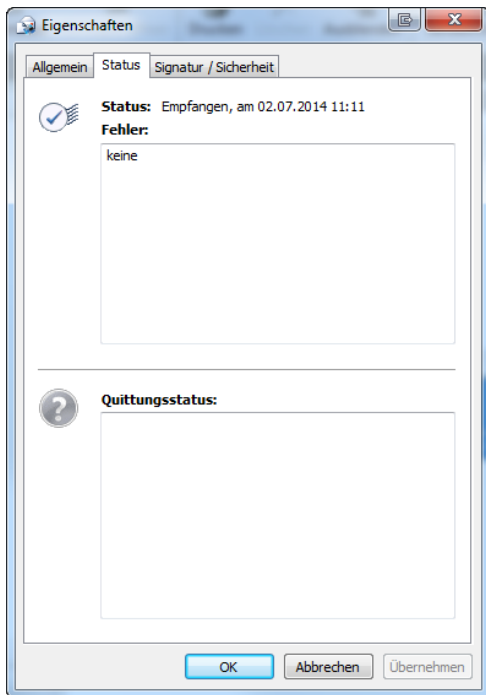 Eigenschaften
Allgemein Status Signatur / Sicherheit
Status: Empfangen, am 02.07.2014 11:11
Fehler:
keine
Quittungsstatus:
OK Abbrechen Übernehmen